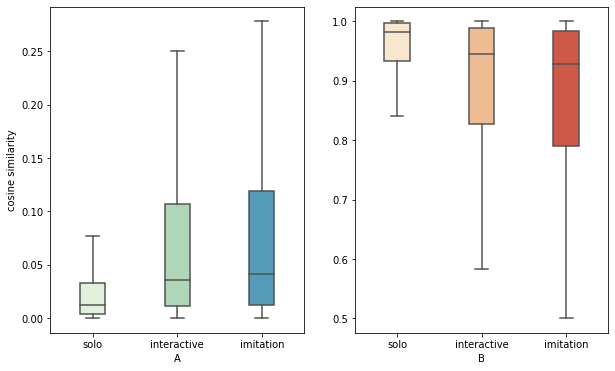 cosine similarity
0.25
0.20
0.15
0.10
0.05
0.00
solo interactive imitation
A
1.0
0.9
0.8
0.7
0.6
0.5
solo interactive imitation
B